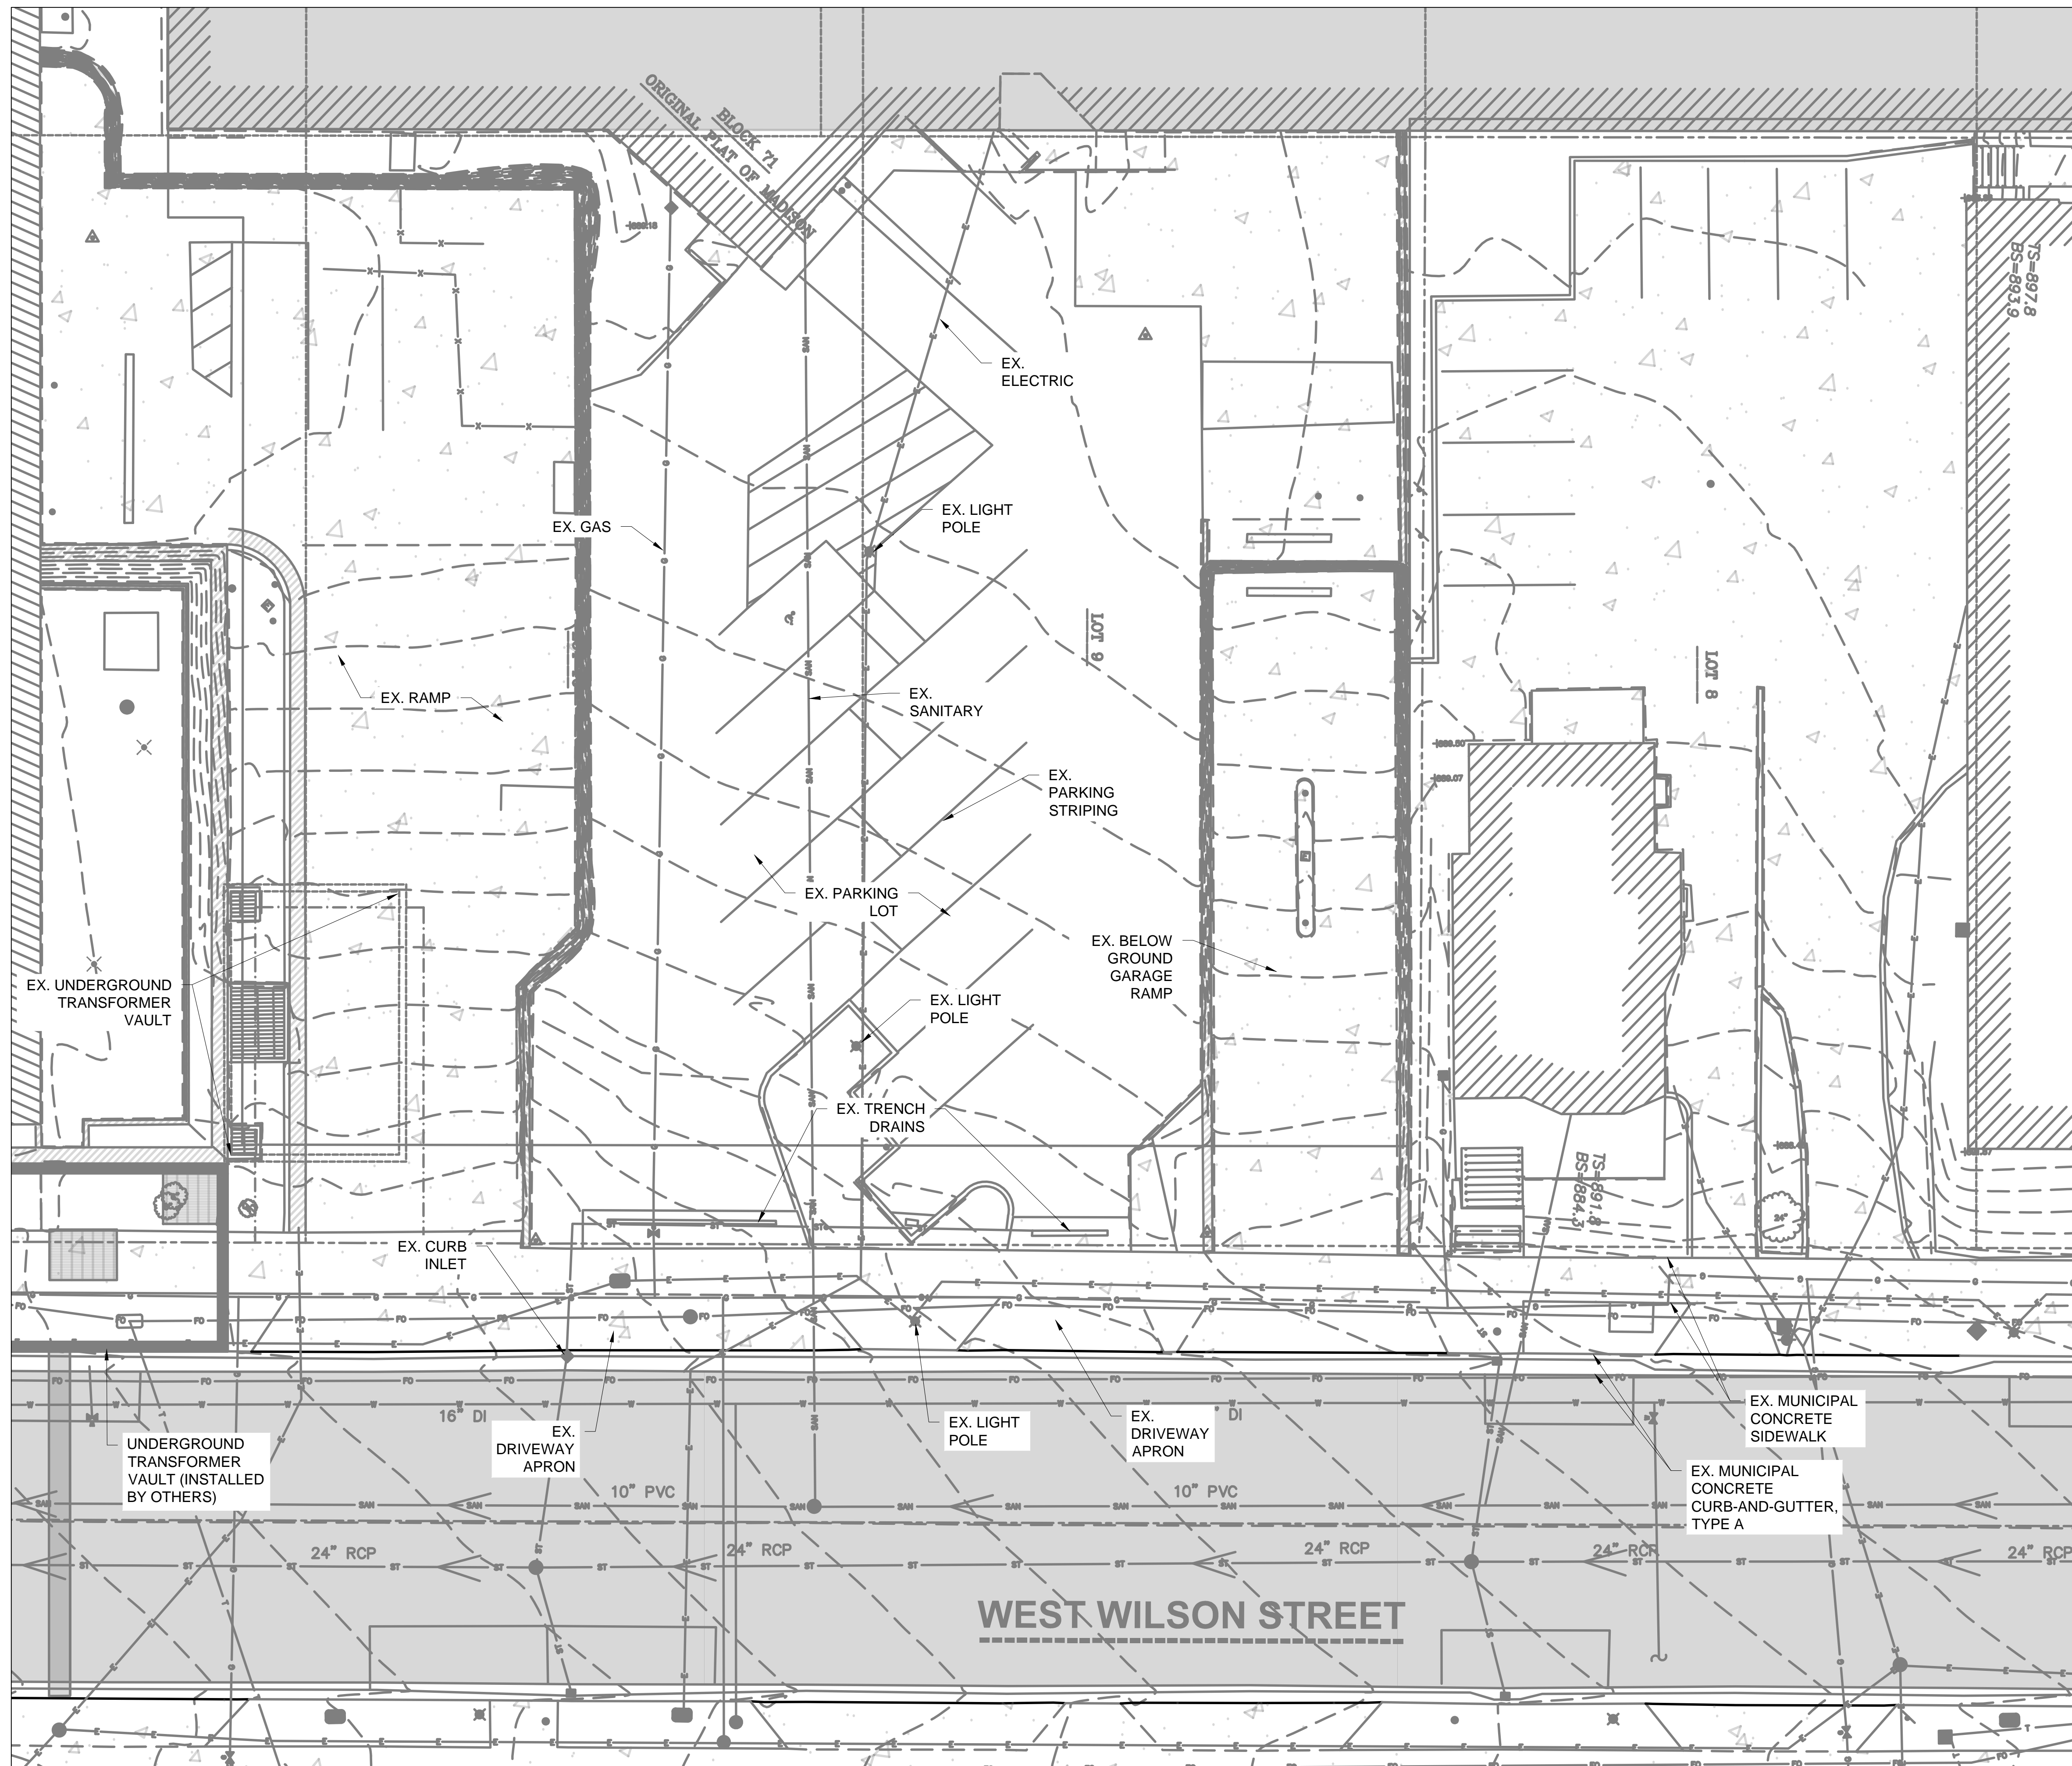 BLOCK 71
ORIGINAL PLAT OF MADISON
TS=897.8
BS=893.9
EX.
ELECTRIC
EX. GAS
EX. LIGHT
POLE
LOT 9
LOT 8
EX. RAMP
EX.
SANITARY
EX.
PARKING
STRIPING
EX. PARKING
LOT
EX. BELOW
GROUND
GARAGE
RAMP
EX. UNDERGROUND
TRANSFORMER
VAULT
EX. LIGHT
POLE
EX. TRENCH
DRAINS
TS=891.8
BS=884.3
24"
EX. CURB
INLET
16" DI
DI
EX.
DRIVEWAY
APRON
EX. LIGHT
POLE
EX.
DRIVEWAY
APRON
EX. MUNICIPAL
CONCRETE
SIDEWALK
UNDERGROUND
TRANSFORMER
VAULT (INSTALLED
BY OTHERS)
EX. MUNICIPAL
CONCRETE
CURB-AND-GUTTER,
TYPE A
10" PVC
10" PVC
24" RCP
24" RCP
24" RCP
24" RCP
24" RCP
WEST WILSON STREET